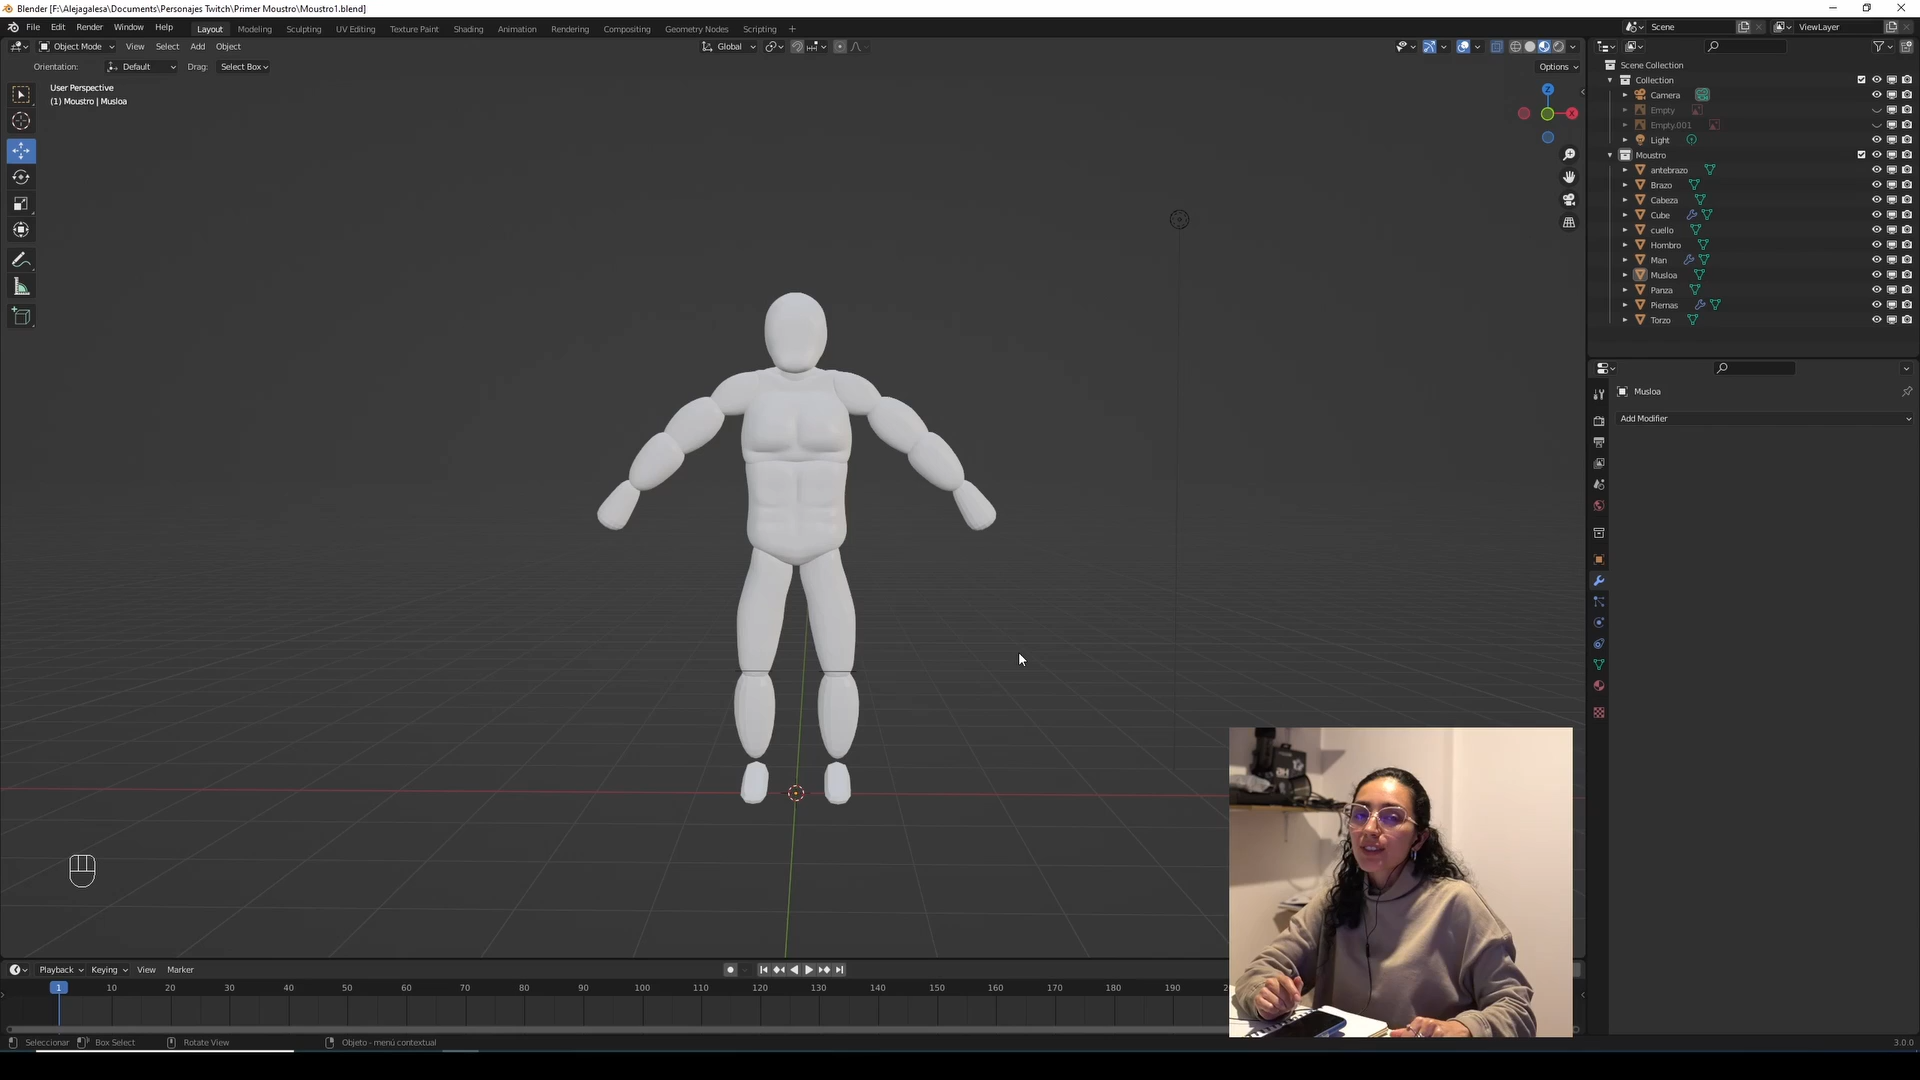 Blender [F:\Alejagalesa\Documents\Personajes Twitch\Primer Moustro\Moustro1.blend]
File Edit Render Window Help Layout Modeling Sculpting UV Editing Texture Paint Shading Animation Rendering Compositing Geometry Nodes Scripting + Scene ViewLayer
Object Mode View Select Add Object Global
Orientation: Default Drag: Select Box Options
User Perspective
(1) Moustro | Musloa
Z
X
Scene Collection
Collection
Camera
Empty
Empty.001
Light
Moustro
antebrazo
Brazo
Cabeza
Cube
cuello
Hombro
Man
Musloa
Panza
Piernas
Torzo
Musloa
Add Modifier
Playback Keying View Marker
1 10 20 30 40 50 60 70 80 90 100 110 120 130 140 150 160 170 180 190
Seleccionar Box Select Rotate View Objeto - menú contextual 3.0.0